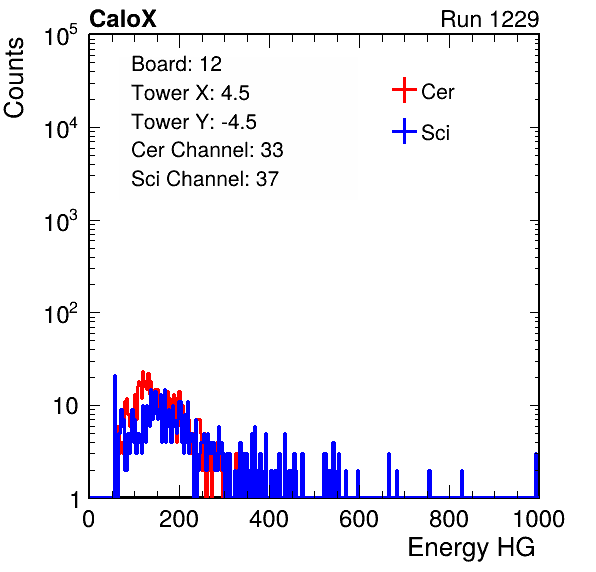 CaloX Run 1229
Counts
10^5
10^4
10^3
10^2
10
1
Board: 12
Tower X: 4.5
Tower Y: -4.5
Cer Channel: 33
Sci Channel: 37
Cer
Sci
0 200 400 600 800 1000
Energy HG